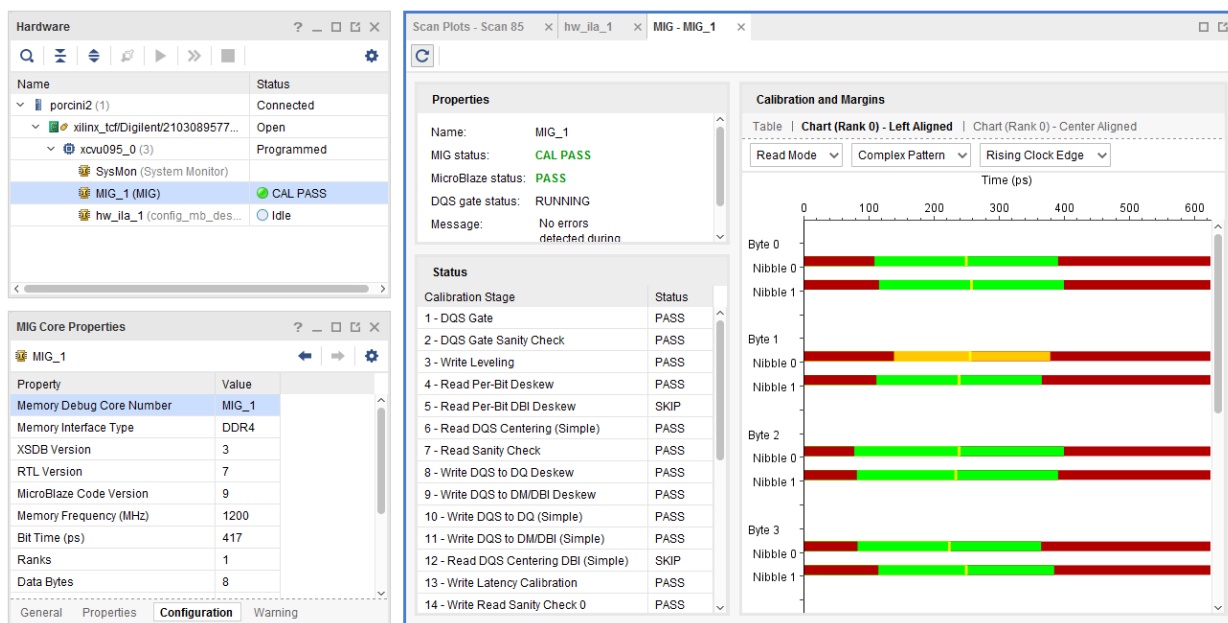 Hardware
Name Status
porcini2 (1) Connected
xilinx_tcf/Digilent/2103089577... Open
xcvu095_0 (3) Programmed
SysMon (System Monitor)
MIG_1 (MIG) CAL PASS
hw_ila_1 (config_mb_des... Idle
MIG Core Properties
MIG_1
Property Value
Memory Debug Core Number MIG_1
Memory Interface Type DDR4
XSDB Version 3
RTL Version 7
MicroBlaze Code Version 9
Memory Frequency (MHz) 1200
Bit Time (ps) 417
Ranks 1
Data Bytes 8
General Properties Configuration Warning
Scan Plots - Scan 85 hw_ila_1 MIG - MIG_1
Properties
Name: MIG_1
MIG status: CAL PASS
MicroBlaze status: PASS
DQS gate status: RUNNING
Message: No errors
detected during
Status
Calibration Stage Status
1 - DQS Gate PASS
2 - DQS Gate Sanity Check PASS
3 - Write Leveling PASS
4 - Read Per-Bit Deskew PASS
5 - Read Per-Bit DBI Deskew SKIP
6 - Read DQS Centering (Simple) PASS
7 - Read Sanity Check PASS
8 - Write DQS to DQ Deskew PASS
9 - Write DQS to DM/DBI Deskew PASS
10 - Write DQS to DQ (Simple) PASS
11 - Write DQS to DM/DBI (Simple) PASS
12 - Read DQS Centering DBI (Simple) SKIP
13 - Write Latency Calibration PASS
14 - Write Read Sanity Check 0 PASS
Calibration and Margins
Table | Chart (Rank 0) - Left Aligned | Chart (Rank 0) - Center Aligned
Read Mode Complex Pattern Rising Clock Edge
Time (ps)
0 100 200 300 400 500 600
Byte 0
Nibble 0
Nibble 1
Byte 1
Nibble 0
Nibble 1
Byte 2
Nibble 0
Nibble 1
Byte 3
Nibble 0
Nibble 1